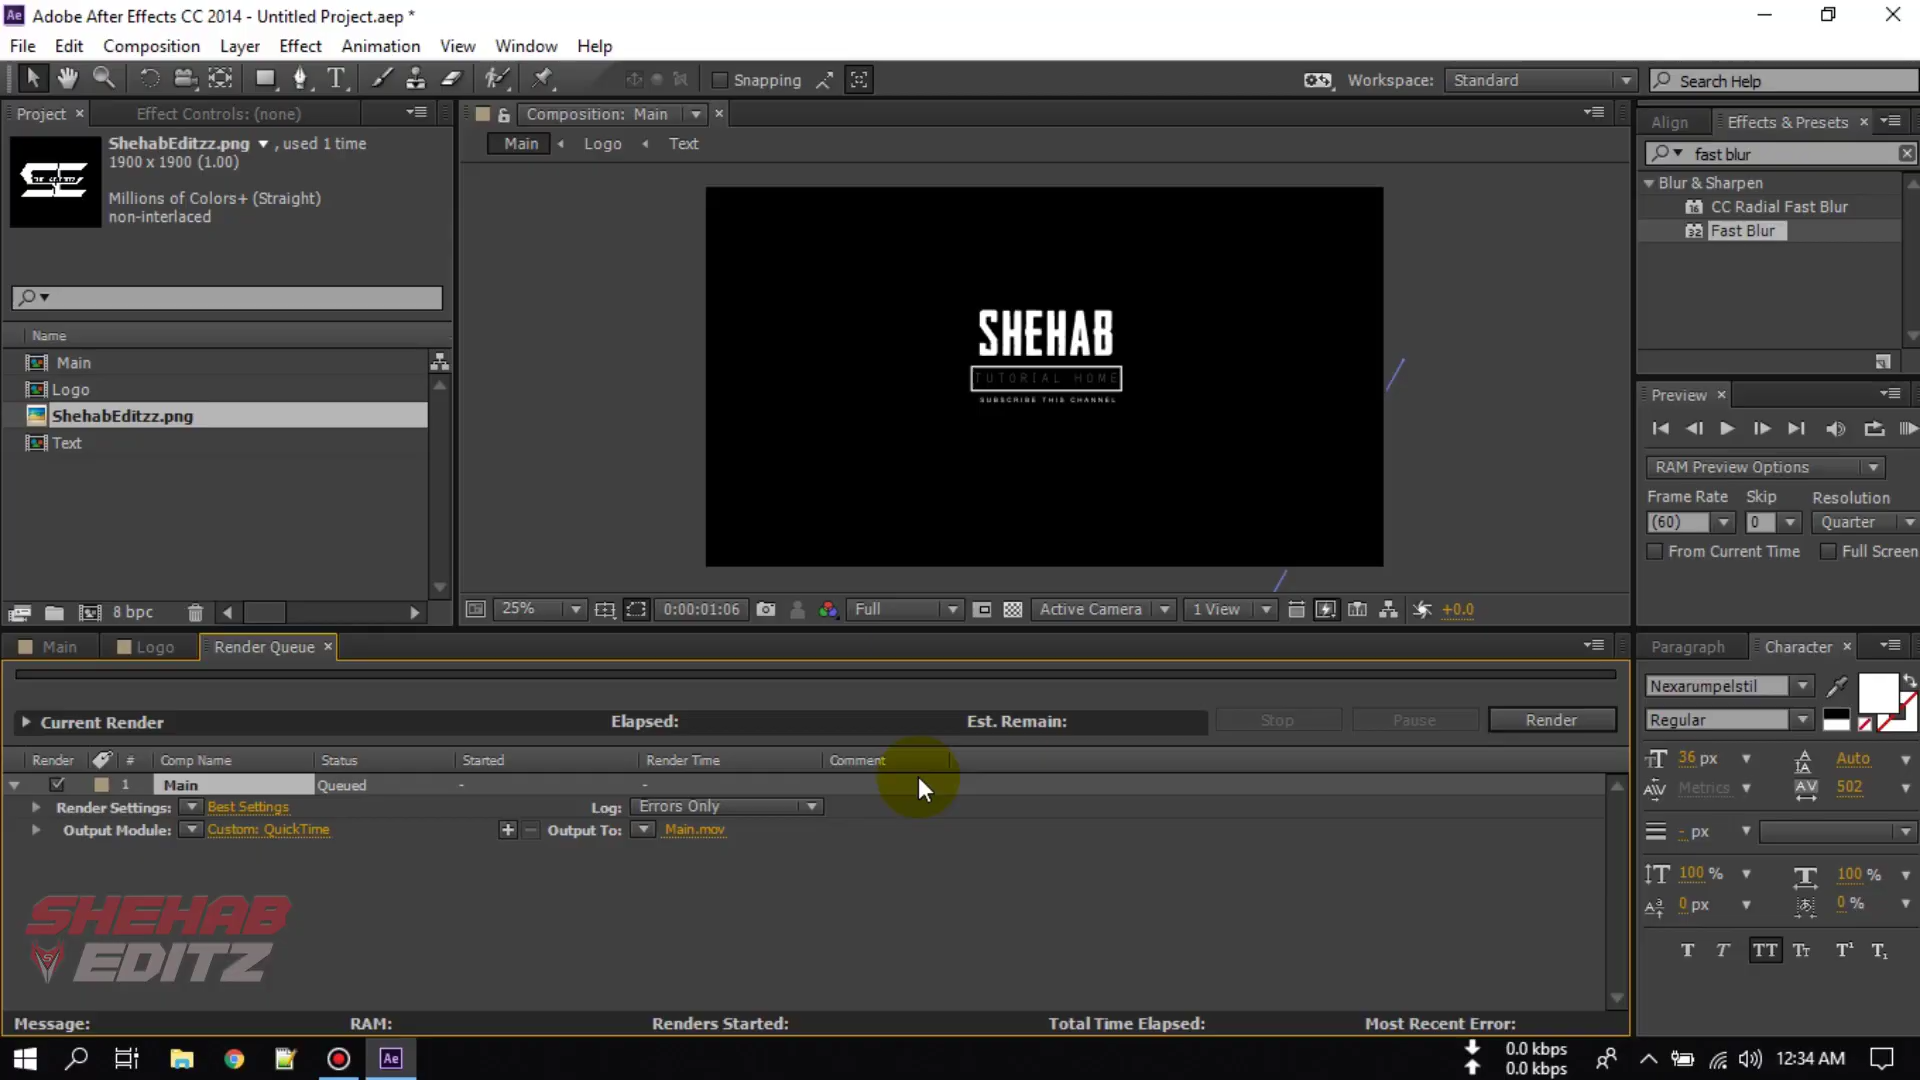 Adobe After Effects CC 2014 - Untitled Project.aep *
File Edit Composition Layer Effect Animation View Window Help
Snapping
Workspace: Standard
Search Help
Project
Effect Controls: (none)
ShehabEditzz.png , used 1 time
1900 x 1900 (1.00)
Millions of Colors+ (Straight)
non-interlaced
Name
Main
Logo
ShehabEditzz.png
Text
8 bpc
Composition: Main
Main Logo Text
SHEHAB
TUTORIAL HOME
SUBSCRIBE THIS CHANNEL
25%
0:00:01:06
Full
Active Camera
1 View
+0.0
Align
Effects & Presets
fast blur
Blur & Sharpen
CC Radial Fast Blur
Fast Blur
Preview
RAM Preview Options
Frame Rate Skip Resolution
(60) 0 Quarter
From Current Time Full Screen
Main Logo Render Queue
Current Render Elapsed: Est. Remain: Stop Pause Render
Render # Comp Name Status Started Render Time Comment
1 Main Queued - -
Render Settings: Best Settings Log: Errors Only
Output Module: Custom: QuickTime Output To: Main.mov
SHEHAB
EDITZ
Message: RAM: Renders Started: Total Time Elapsed: Most Recent Error:
Paragraph Character
Nexarumpelstil
Regular
36 px Auto
Metrics 502
- px
100 % 100 %
0 px 0 %
T T TT Tт T¹ T₁
0.0 kbps
0.0 kbps
12:34 AM